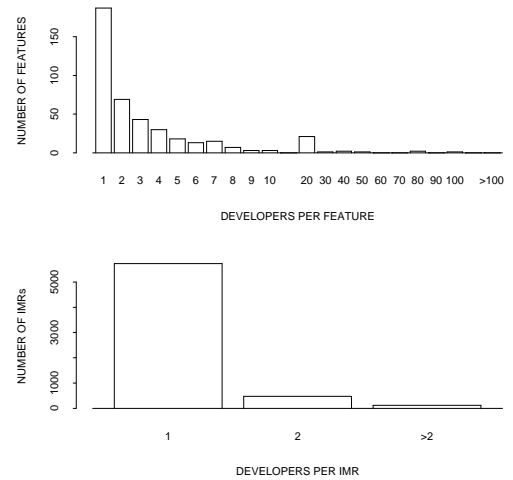 NUMBER OF FEATURES
0 50 150
1 2 3 4 5 6 7 8 9 10 20 30 40 50 60 70 80 90 100 >100
DEVELOPERS PER FEATURE
NUMBER OF IMRs
0 1000 3000 5000
1 2 >2
DEVELOPERS PER IMR